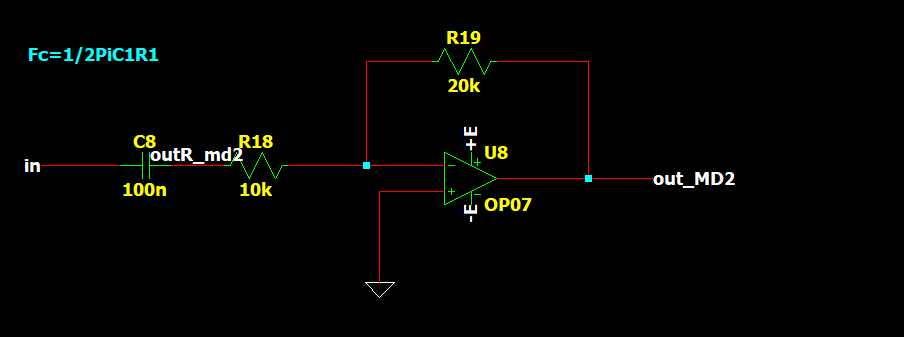 Fc=1/2PiC1R1
R19
20k
C8
outR_md2
R18
in
100n
10k
+E
U8
-E
OP07
out_MD2